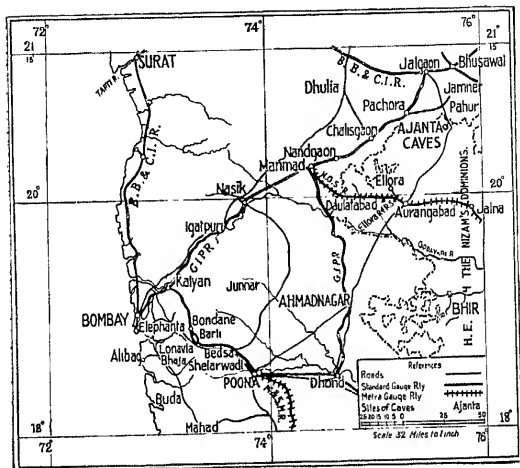 72° 74° 76°
21 15
SURAT
TAPTI R.
B. B. & C. I. R.
Jalgaon
Bhusawal
Dhulia
Jamner
Pachora
Pahur
Chalisgaon
AJANTA CAVES
Nandgaon
Manmad
B. B. & C. I. R.
Ellora
20°
Nasik
Daulatabad
Aurangabad
Jalna
Igatpuri
G.I.P.R.
H. E. H THE NIZAM'S DOMINIONS.
Kalyan
Junnar
AHMADNAGAR
G.I.P.R.
BHIR
BOMBAY
Elephanta
Bondane
Barli
Lonavla
Bedsa
Alibag
Bhaja
Shelarwadi
POONA
Dhond
Buda
Mahad
18°
References
Roads
Standard Gauge Rly
Metre Gauge Rly
Sites of Caves Ajanta
Scale 32 Miles to 1 inch
72° 74° 76°